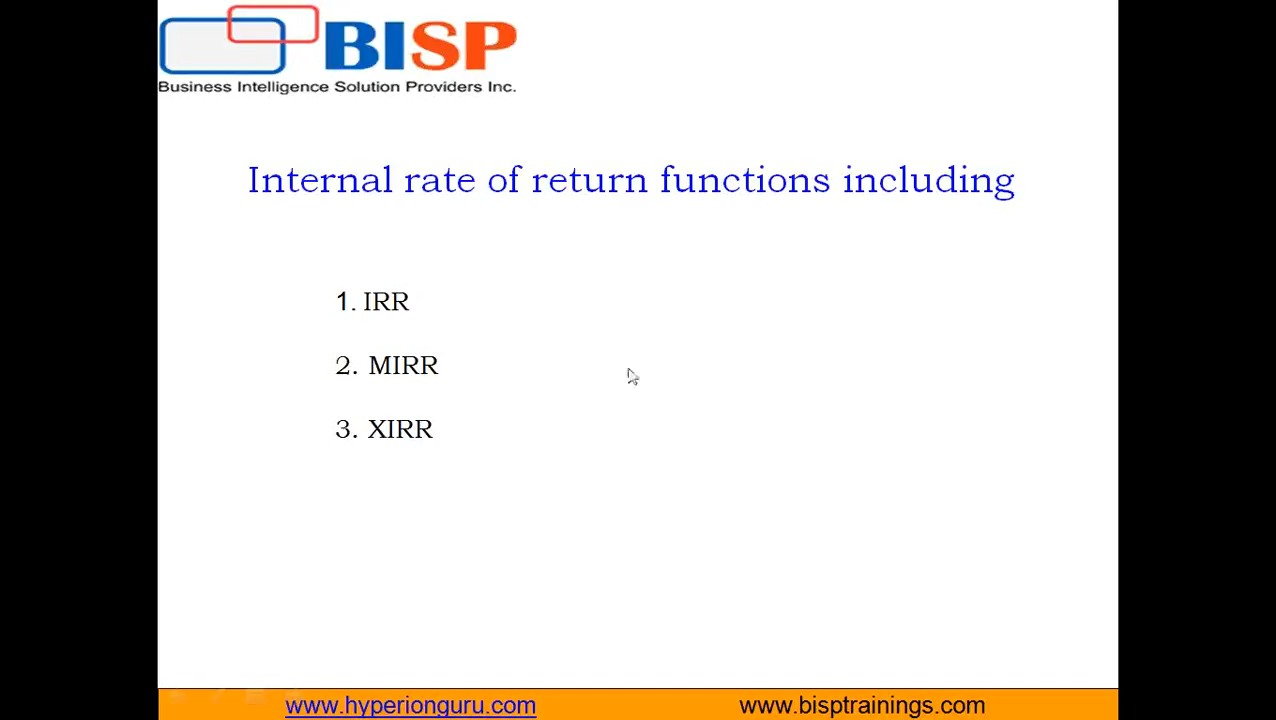 BISP
Business Intelligence Solution Providers Inc.
Internal rate of return functions including
1. IRR
2. MIRR
3. XIRR
www.hyperionguru.com www.bisptrainings.com